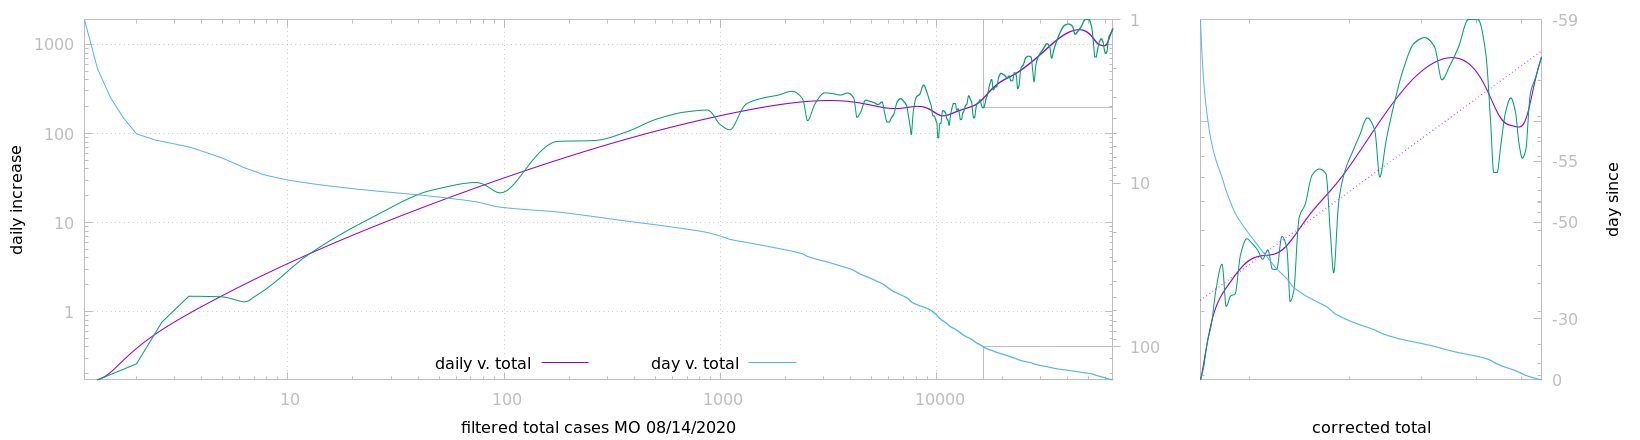 1000
100
10
1
daily increase
daily v. total
day v. total
10
100
1000
10000
filtered total cases MO 08/14/2020
1
10
100
-59
-55
-50
-30
0
day since
corrected total